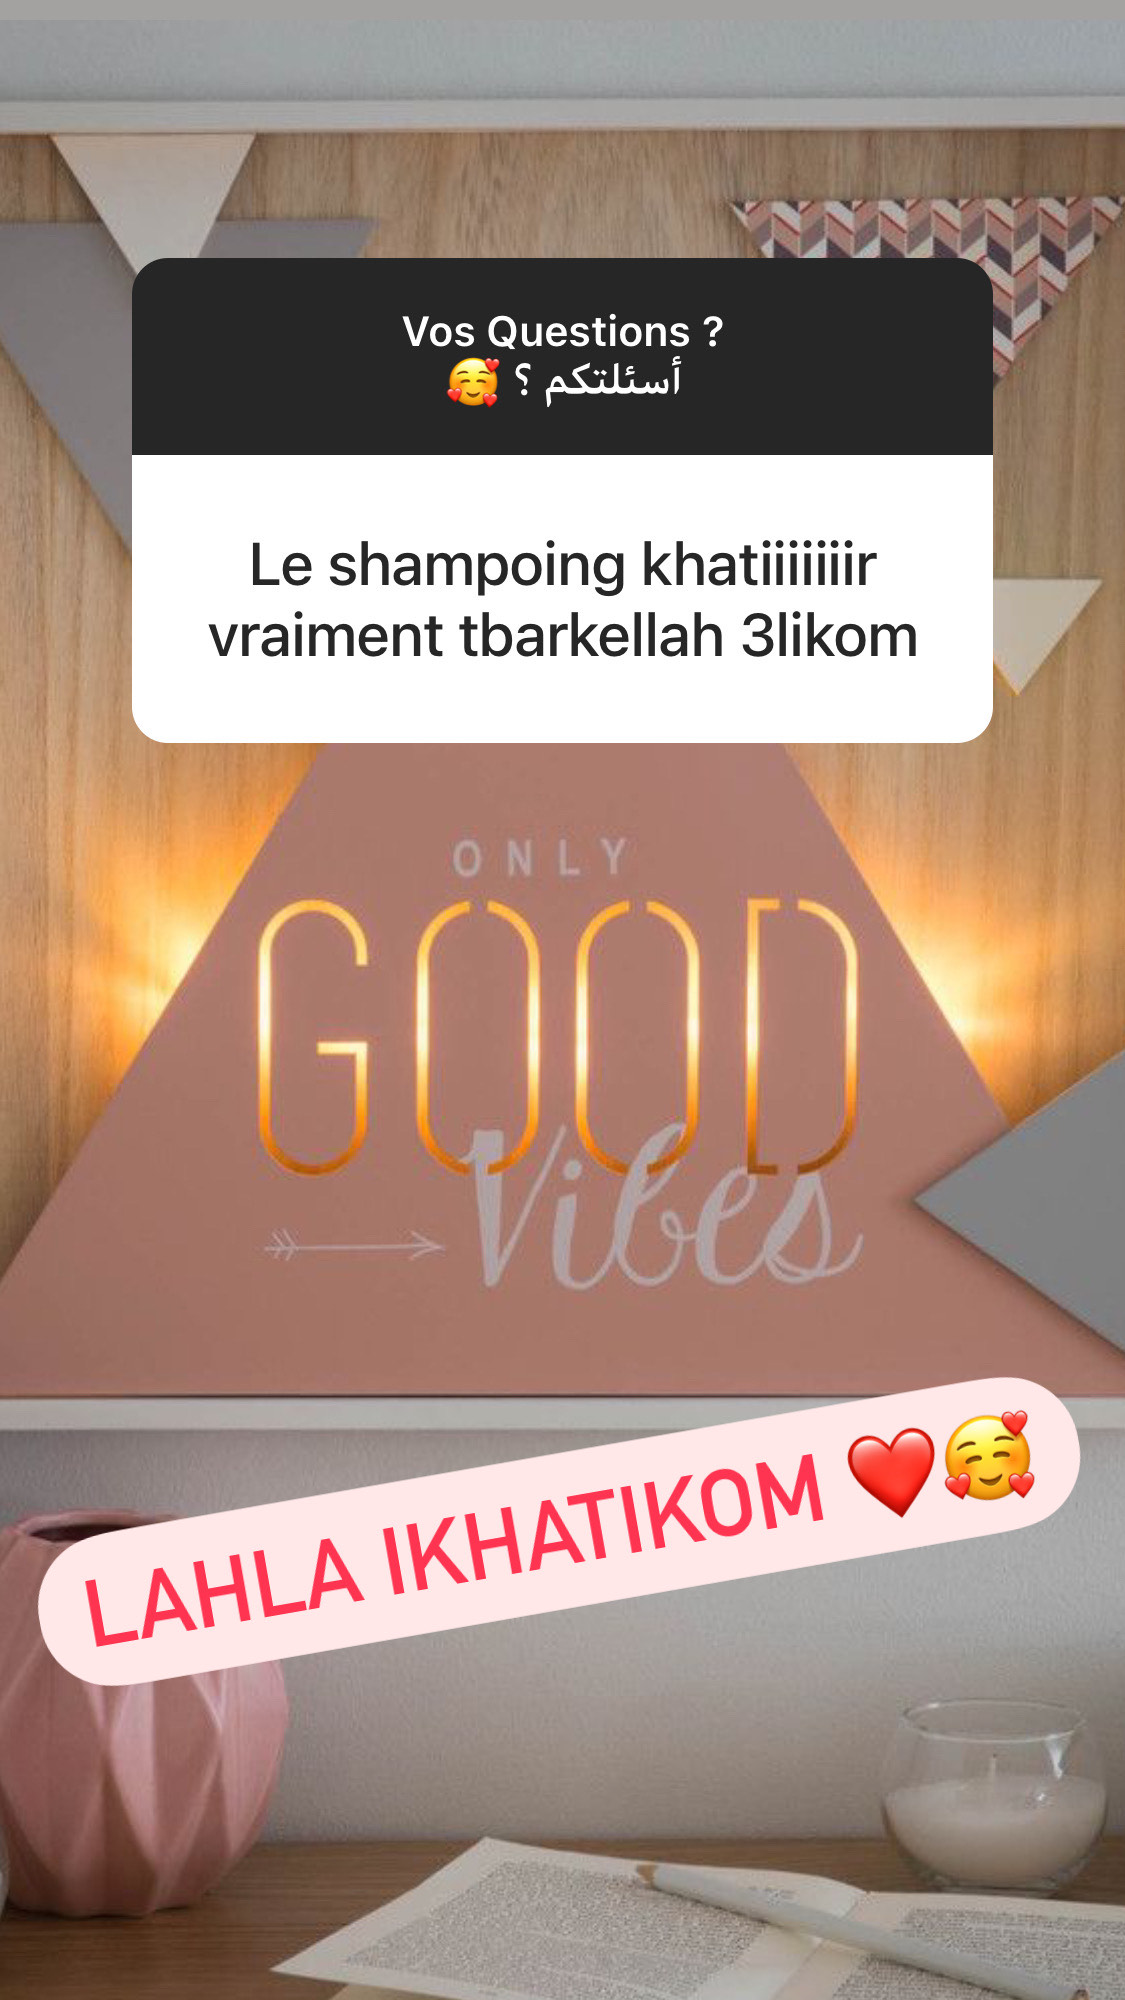 Vos Questions ?
أسئلتكم ؟ 🥰
Le shampoing khatiiiiiiir
vraiment tbarkellah 3likom
ONLY
GOOD
Vibes
LAHLA IKHATIKOM ❤️🥰